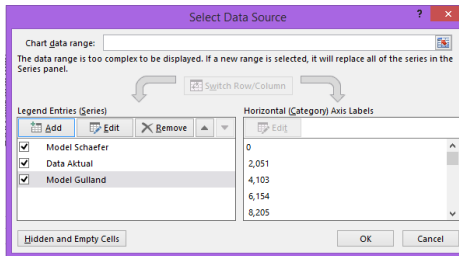 Select Data Source
? ×
Chart data range:
The data range is too complex to be displayed. If a new range is selected, it will replace all of the series in the
Series panel.
Switch Row/Column
Legend Entries (Series)
Horizontal (Category) Axis Labels
Add Edit Remove
Edit
Model Schaefer
Data Aktual
Model Gulland
0
2,051
4,103
6,154
8,205
Hidden and Empty Cells
OK
Cancel